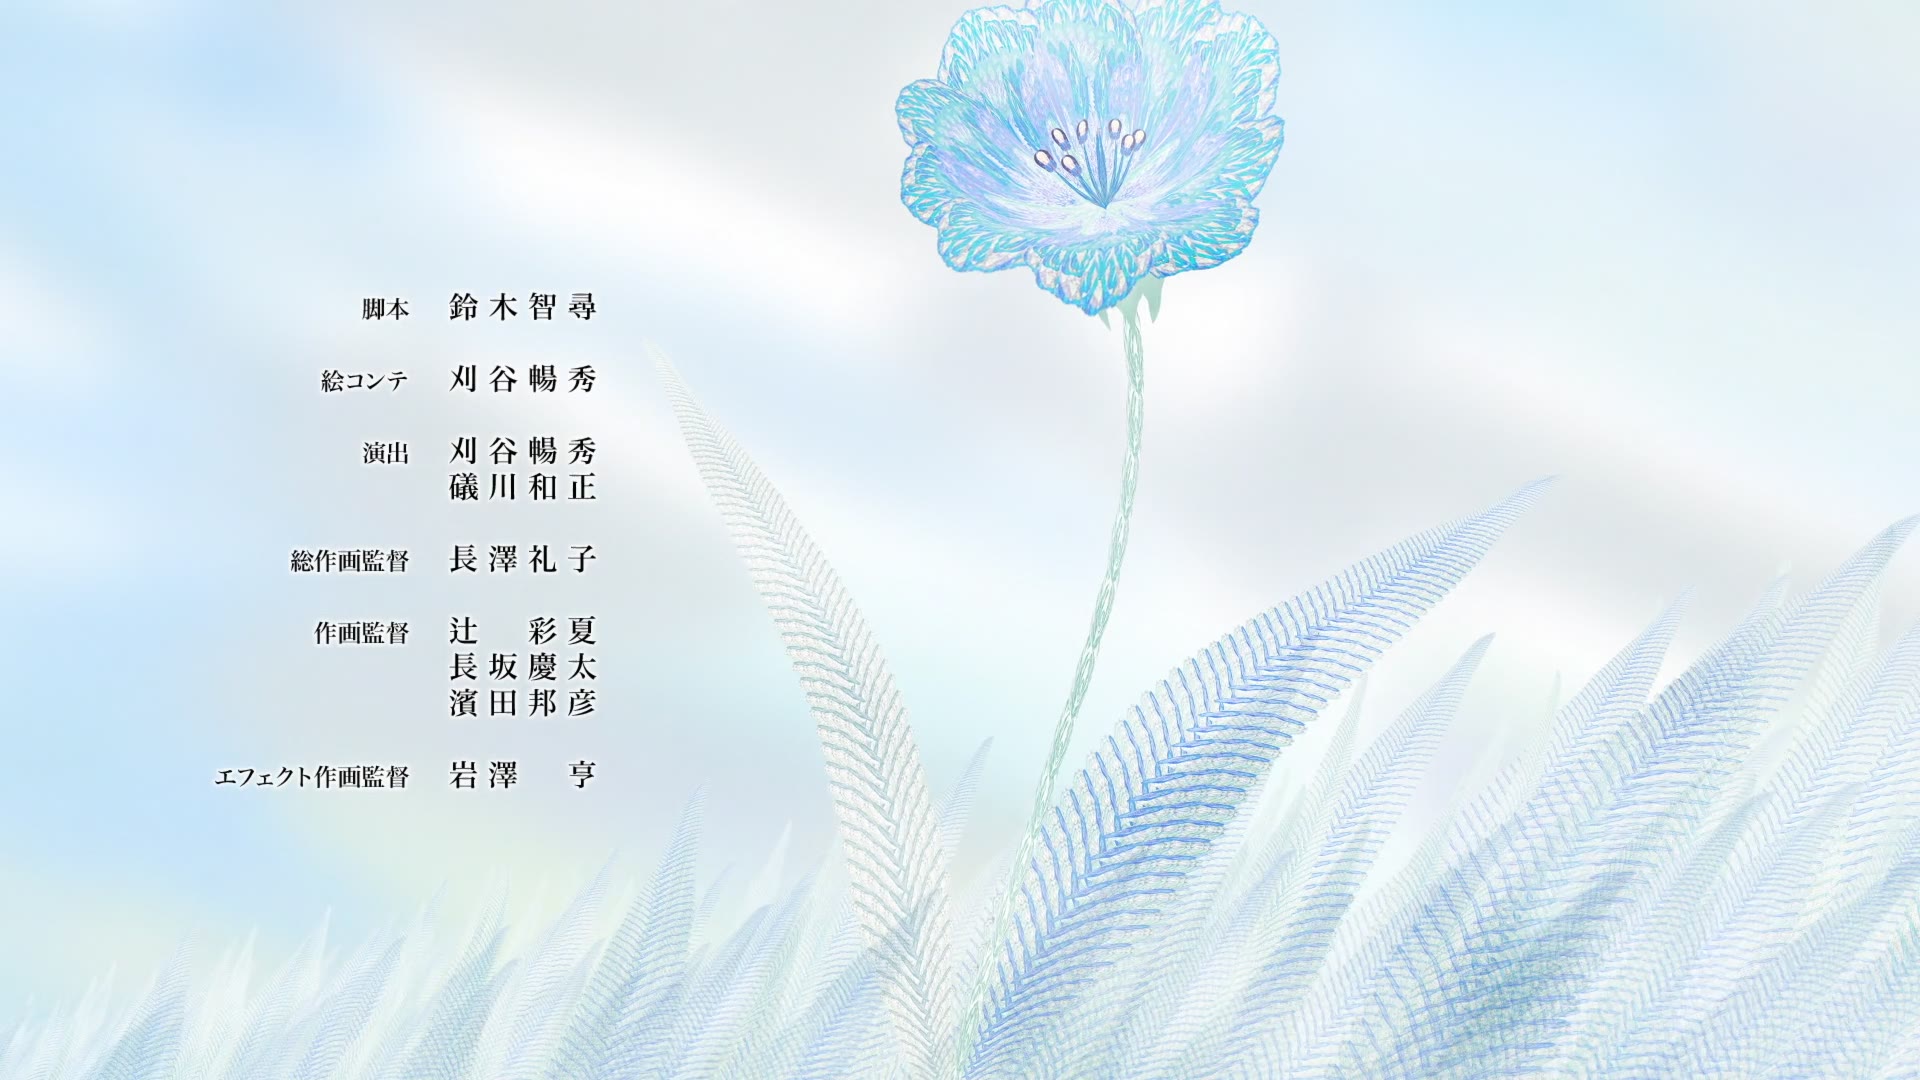 脚本 鈴木智尋
絵コンテ 刈谷暢秀
演出 刈谷暢秀
礒川和正
総作画監督 長澤礼子
作画監督 辻 彩夏
長坂慶太
濱田邦彦
エフェクト作画監督 岩澤 亨